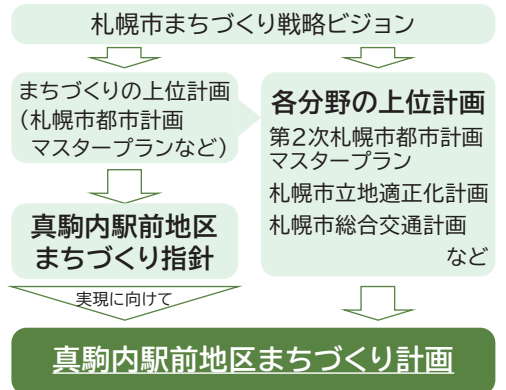 札幌市まちづくり戦略ビジョン
まちづくりの上位計画
（札幌市都市計画
マスタープランなど）
真駒内駅前地区
まちづくり指針
実現に向けて
各分野の上位計画
第2次札幌市都市計画
マスタープラン
札幌市立地適正化計画
札幌市総合交通計画
など
真駒内駅前地区まちづくり計画